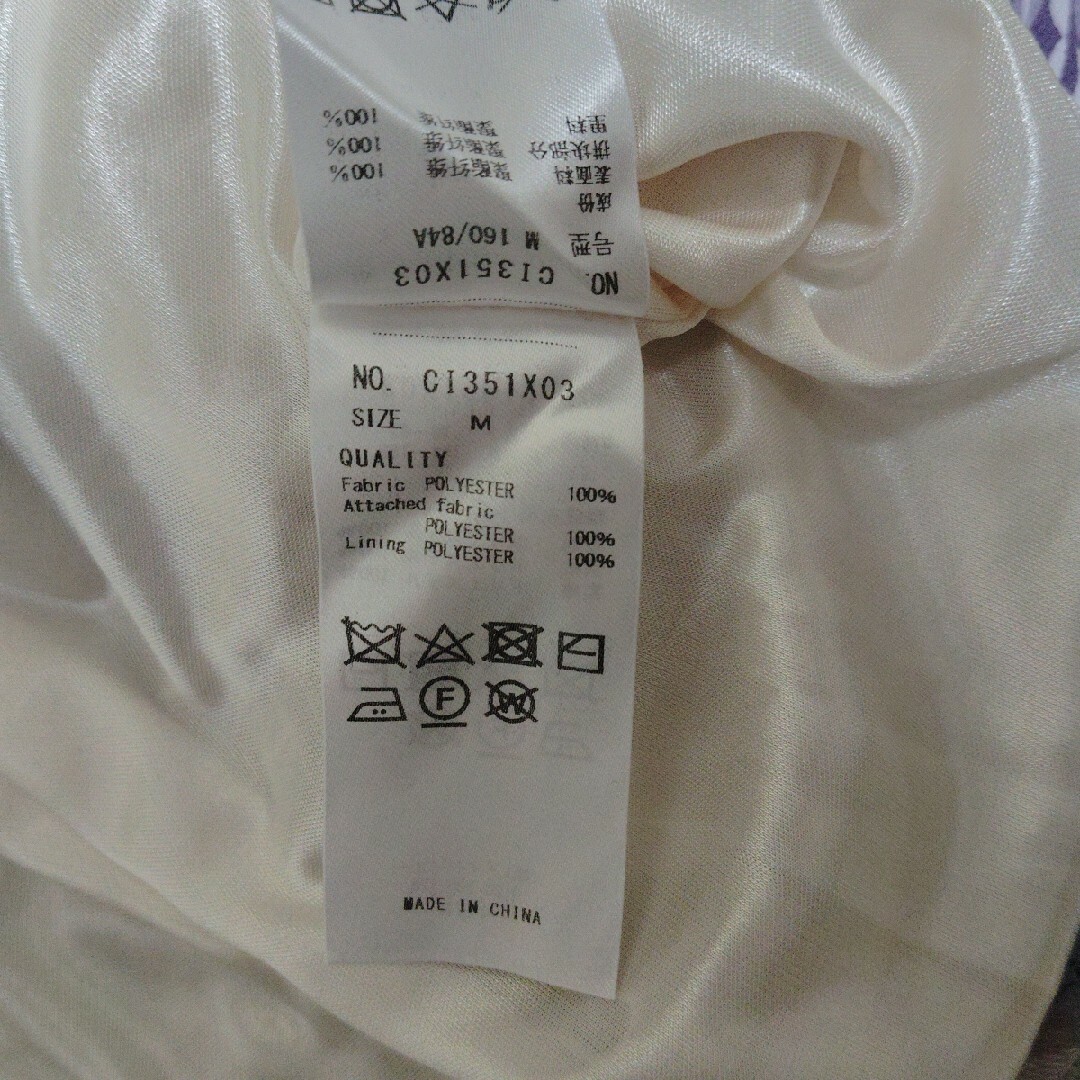 NO. CI351X03
号型 M 160/84A
成份
表面料 聚酯纤维 100%
拼块部分 聚酯纤维 100%
里料 聚酯纤维 100%
NO. CI351X03
SIZE M
QUALITY
Fabric POLYESTER 100%
Attached fabric
POLYESTER 100%
Lining POLYESTER 100%
F W
MADE IN CHINA